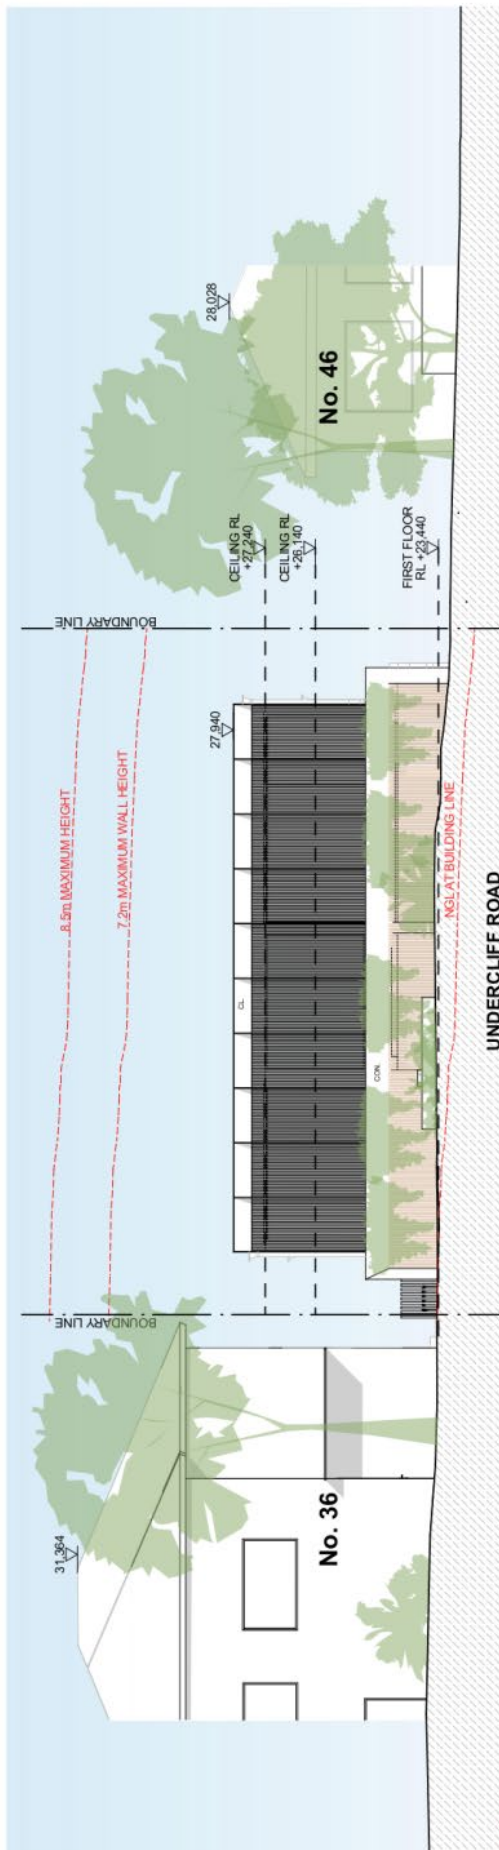 31,364
No. 36
BOUNDARY LINE
8.5m MAXIMUM HEIGHT
7.2m MAXIMUM WALL HEIGHT
27,940
CL
CON
NGL AT BUILDING LINE
BOUNDARY LINE
CEILING RL
+27,240
CEILING RL
+26,140
FIRST FLOOR
RL +23,440
28,028
No. 46
UNDERCLIFF ROAD